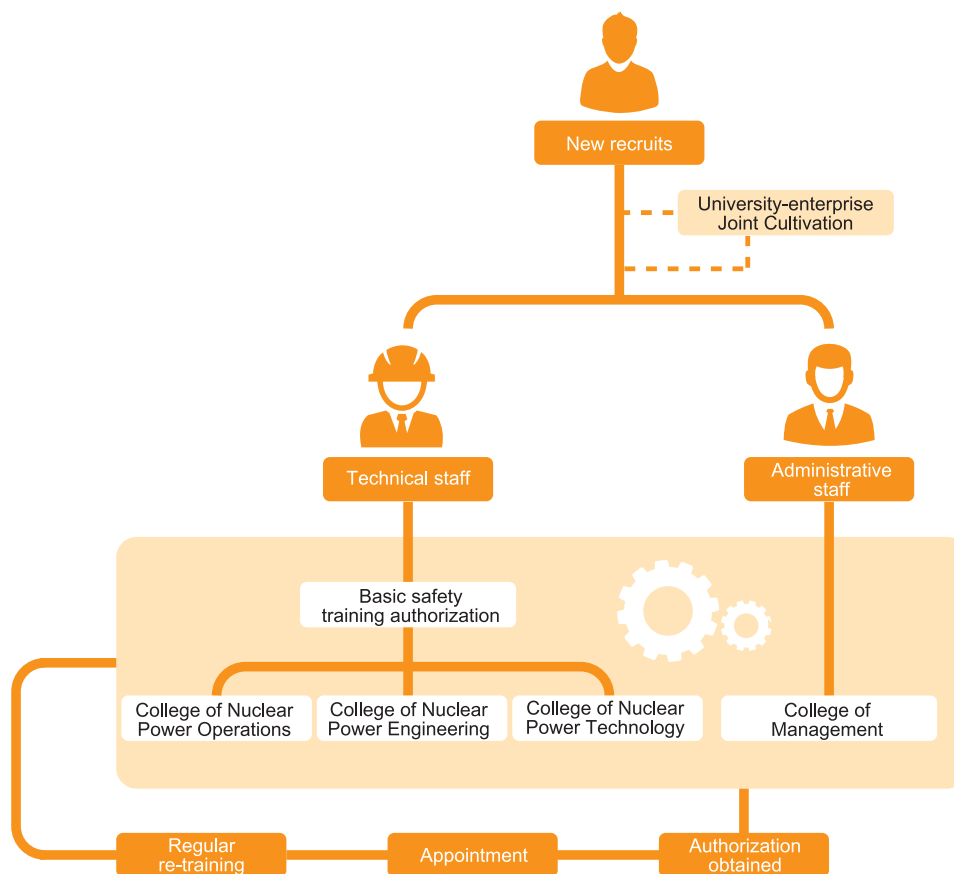 New recruits
University-enterprise
Joint Cultivation
Technical staff
Administrative
staff
Basic safety
training authorization
College of Nuclear
Power Operations
College of Nuclear
Power Engineering
College of Nuclear
Power Technology
College of
Management
Regular
re-training
Appointment
Authorization
obtained